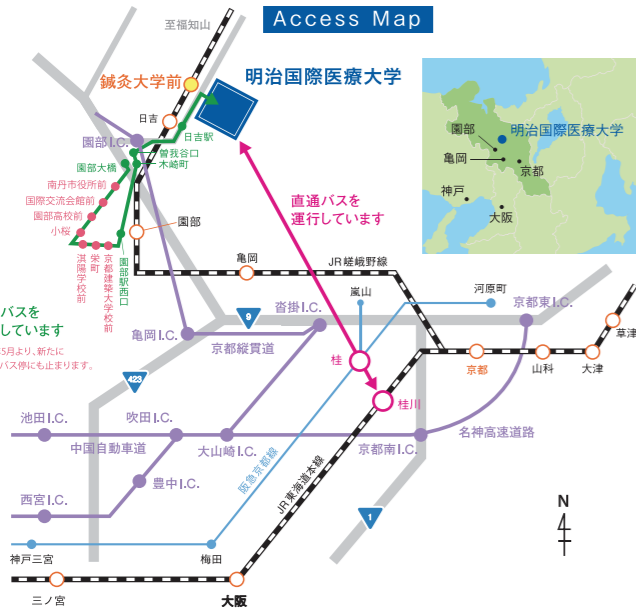 Access Map
至福知山
鍼灸大学前
明治国際医療大学
日吉
日吉駅
園部I.C.
曽我谷口
木崎町
園部大橋
南丹市役所前
国際交流会館前
園部高校前
小桜
淇陽学校前
栄町
京都建築大学校前
園部駅西口
園部
直通バスを
運行しています
園部
明治国際医療大学
亀岡
京都
神戸
大阪
亀岡
JR嵯峨野線
嵐山
河原町
京都東I.C.
バスを
しています
5月より、新たに
バス停にも止まります。
9
沓掛I.C.
亀岡I.C.
京都縦貫道
草津
桂
京都
山科
大津
423
桂川
池田I.C.
吹田I.C.
中国自動車道
大山崎I.C.
京都南I.C.
名神高速道路
阪急京都線
JR東海道本線
豊中I.C.
西宮I.C.
1
N
神戸三宮
梅田
三ノ宮
大阪